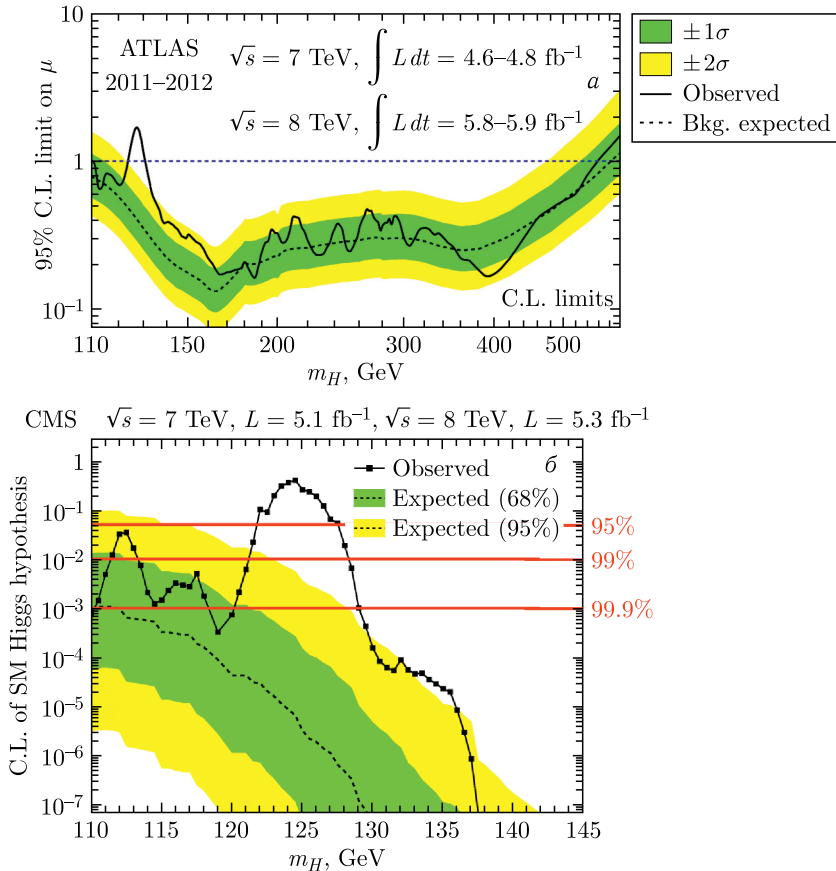 ATLAS
2011–2012
√s = 7 TeV, ∫ L dt = 4.6–4.8 fb⁻¹
√s = 8 TeV, ∫ L dt = 5.8–5.9 fb⁻¹
а
±1σ
±2σ
Observed
Bkg. expected
95% C.L. limit on μ
10
1
10⁻¹
C.L. limits
110 150 200 300 400 500
m_H, GeV
CMS √s = 7 TeV, L = 5.1 fb⁻¹, √s = 8 TeV, L = 5.3 fb⁻¹
б
Observed
Expected (68%)
Expected (95%)
95%
99%
99.9%
C.L. of SM Higgs hypothesis
1
10⁻¹
10⁻²
10⁻³
10⁻⁴
10⁻⁵
10⁻⁶
10⁻⁷
110 115 120 125 130 135 140 145
m_H, GeV